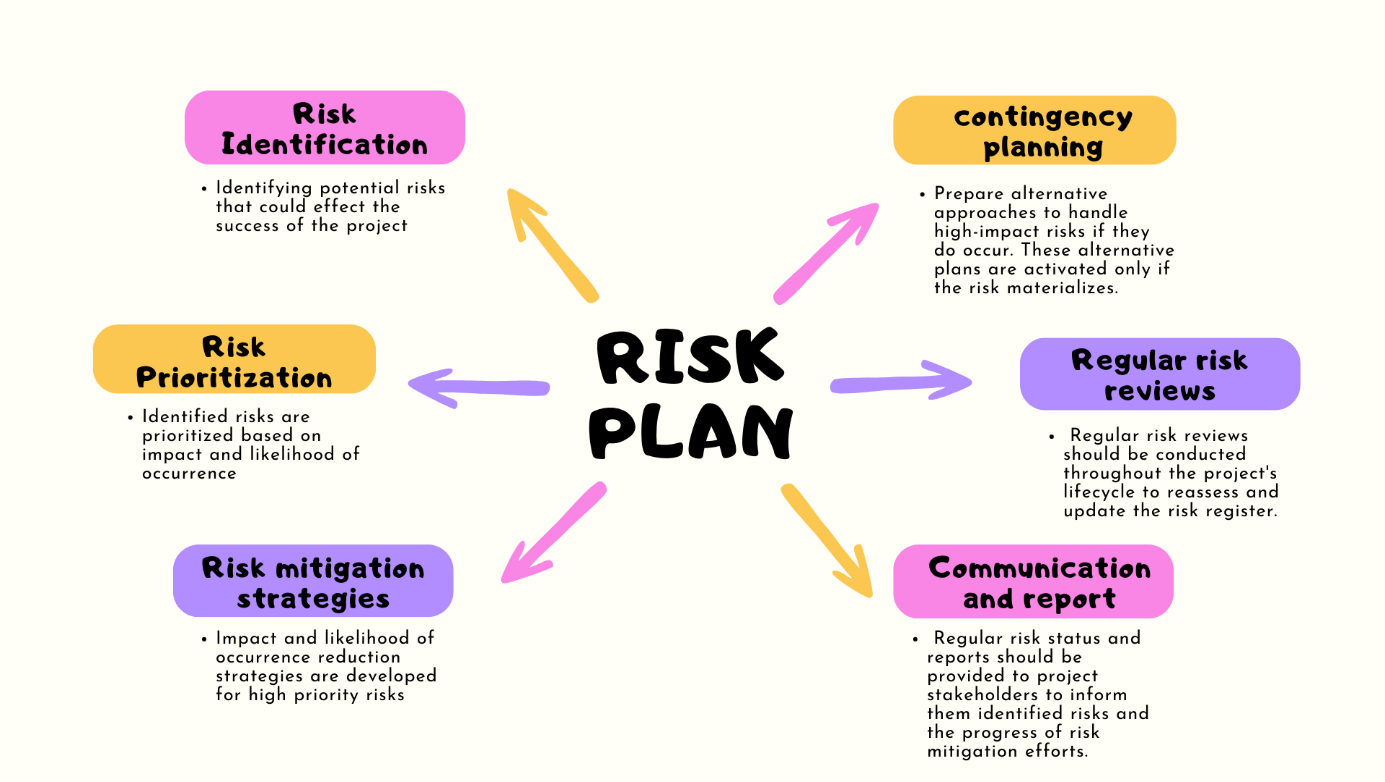 RISK
PLAN
Risk
Identification
• Identifying potential risks
that could effect the
success of the project
Risk
Prioritization
• Identified risks are
prioritized based on
impact and likelihood of
occurrence
Risk mitigation
strategies
• Impact and likelihood of
occurrence reduction
strategies are developed
for high priority risks
contingency
planning
• Prepare alternative
approaches to handle
high-impact risks if they
do occur. These alternative
plans are activated only if
the risk materializes.
Regular risk
reviews
• Regular risk reviews
should be conducted
throughout the project's
lifecycle to reassess and
update the risk register.
Communication
and report
• Regular risk status and
reports should be
provided to project
stakeholders to inform
them identified risks and
the progress of risk
mitigation efforts.